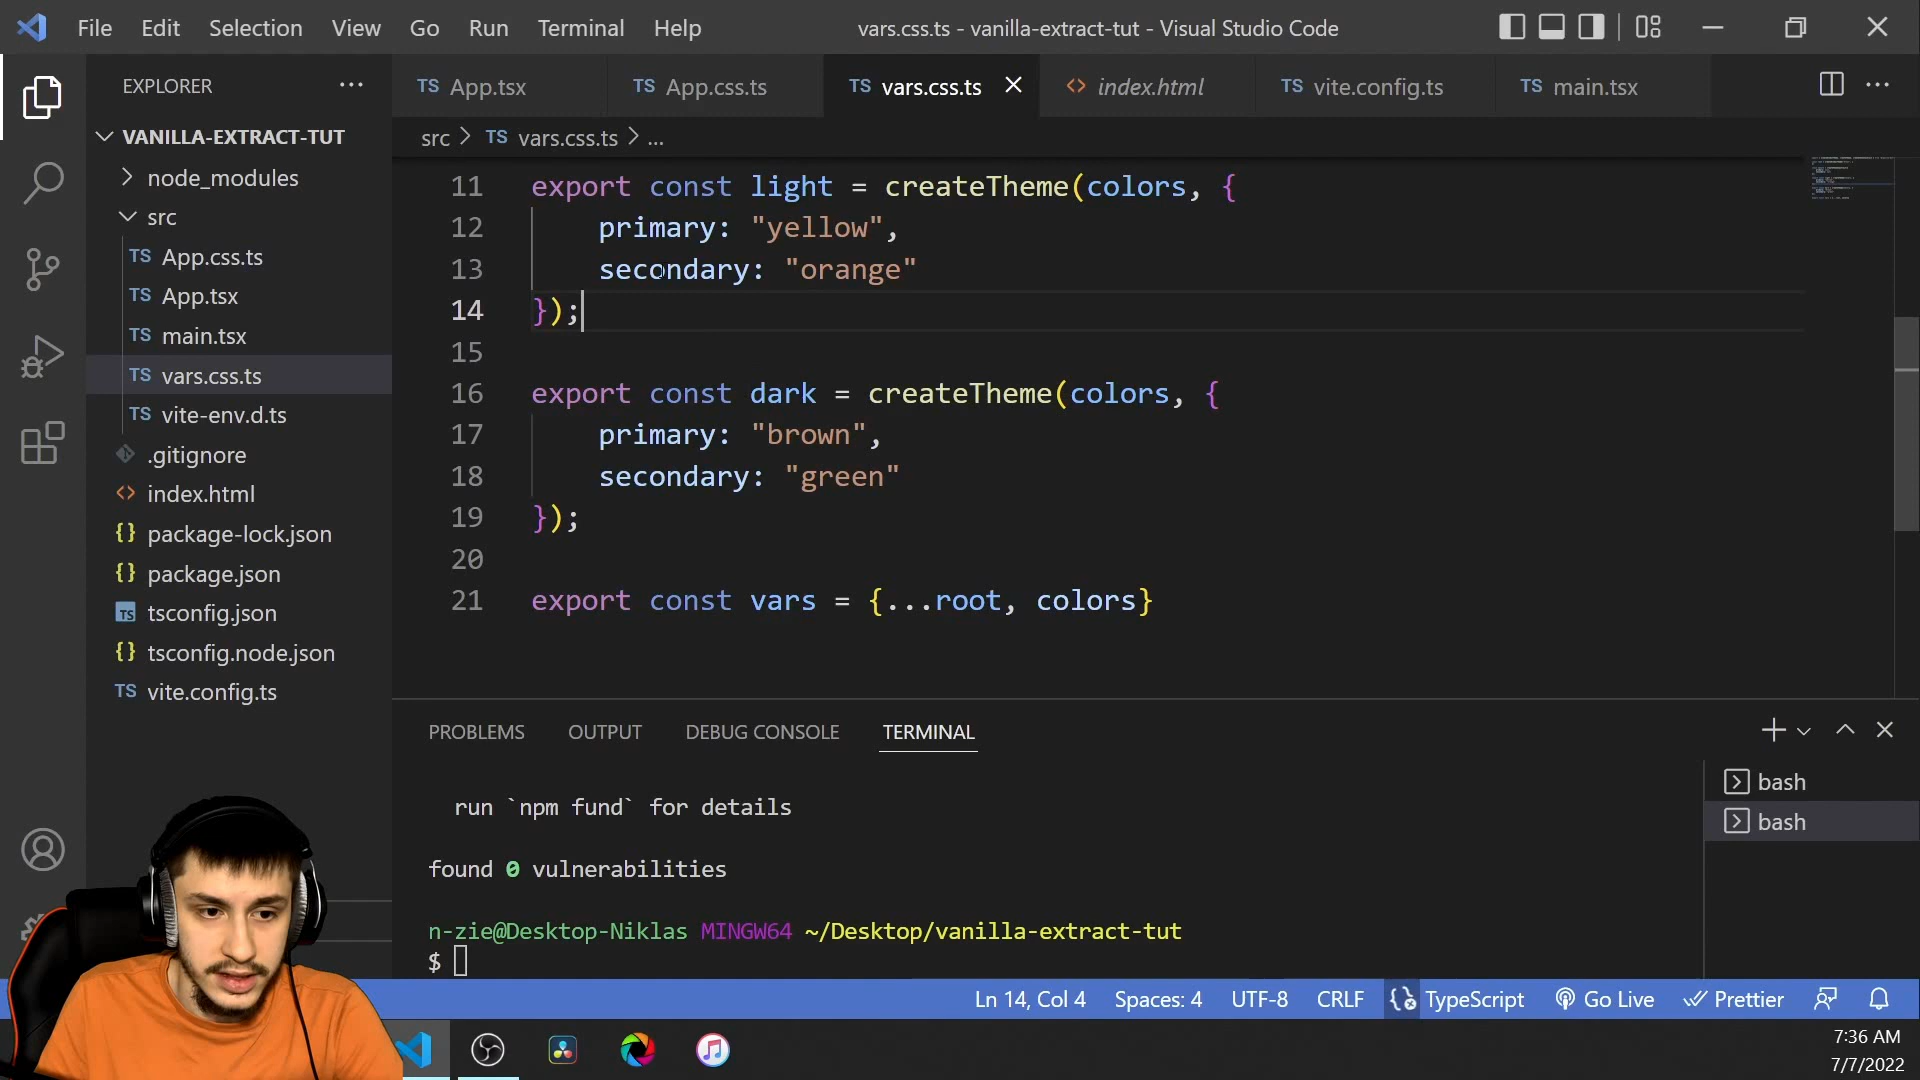 File Edit Selection View Go Run Terminal Help
vars.css.ts - vanilla-extract-tut - Visual Studio Code
EXPLORER
VANILLA-EXTRACT-TUT
node_modules
src
TS App.css.ts
TS App.tsx
TS main.tsx
TS vars.css.ts
TS vite-env.d.ts
.gitignore
<> index.html
{} package-lock.json
{} package.json
TS tsconfig.json
{} tsconfig.node.json
TS vite.config.ts
TS App.tsx
TS App.css.ts
TS vars.css.ts
<> index.html
TS vite.config.ts
TS main.tsx
src > TS vars.css.ts > ...
11 export const light = createTheme(colors, {
12 primary: "yellow",
13 secondary: "orange"
14 });
15
16 export const dark = createTheme(colors, {
17 primary: "brown",
18 secondary: "green"
19 });
20
21 export const vars = {...root, colors}
PROBLEMS OUTPUT DEBUG CONSOLE TERMINAL
run `npm fund` for details
found 0 vulnerabilities
n-zie@Desktop-Niklas MINGW64 ~/Desktop/vanilla-extract-tut
$
bash
bash
Ln 14, Col 4 Spaces: 4 UTF-8 CRLF TypeScript Go Live Prettier
7:36 AM
7/7/2022